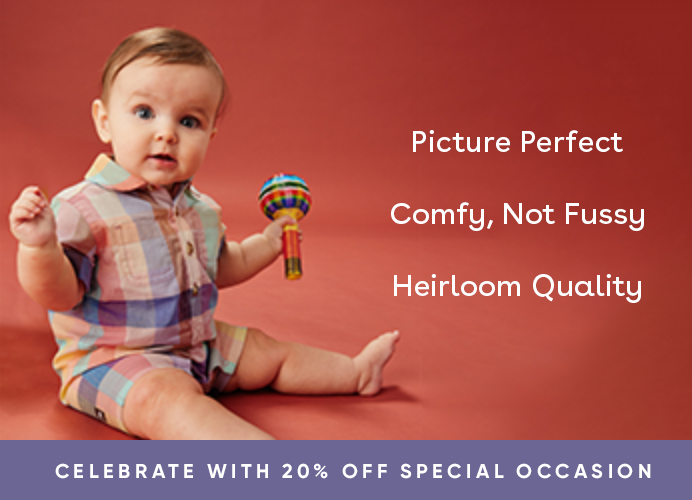 Picture Perfect
Comfy, Not Fussy
Heirloom Quality
CELEBRATE WITH 20% OFF SPECIAL OCCASION